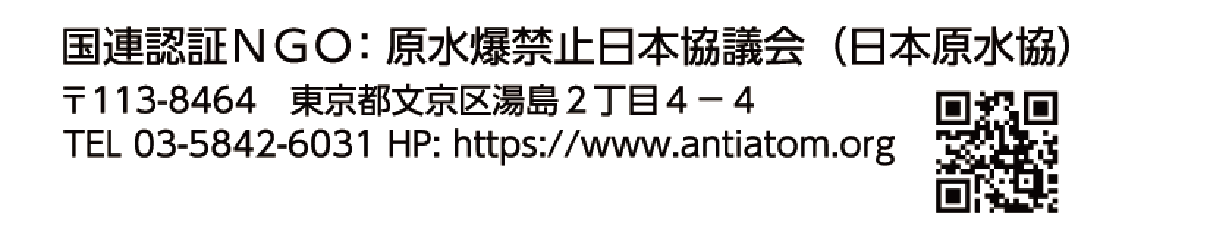 国連認証ＮＧＯ：原水爆禁止日本協議会（日本原水協）
〒113-8464　東京都文京区湯島２丁目４－４
TEL 03-5842-6031 HP: https://www.antiatom.org